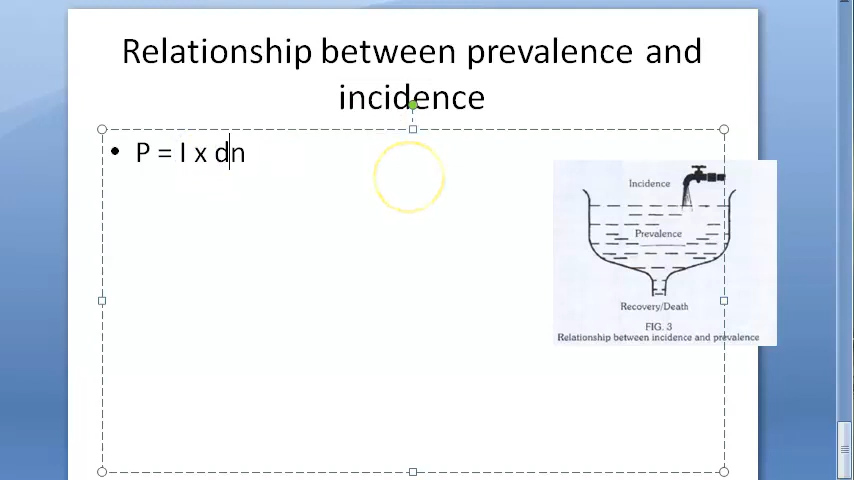 Relationship between prevalence and
incidence
• P = I x dn
Incidence
Prevalence
Recovery/Death
FIG. 3
Relationship between incidence and prevalence